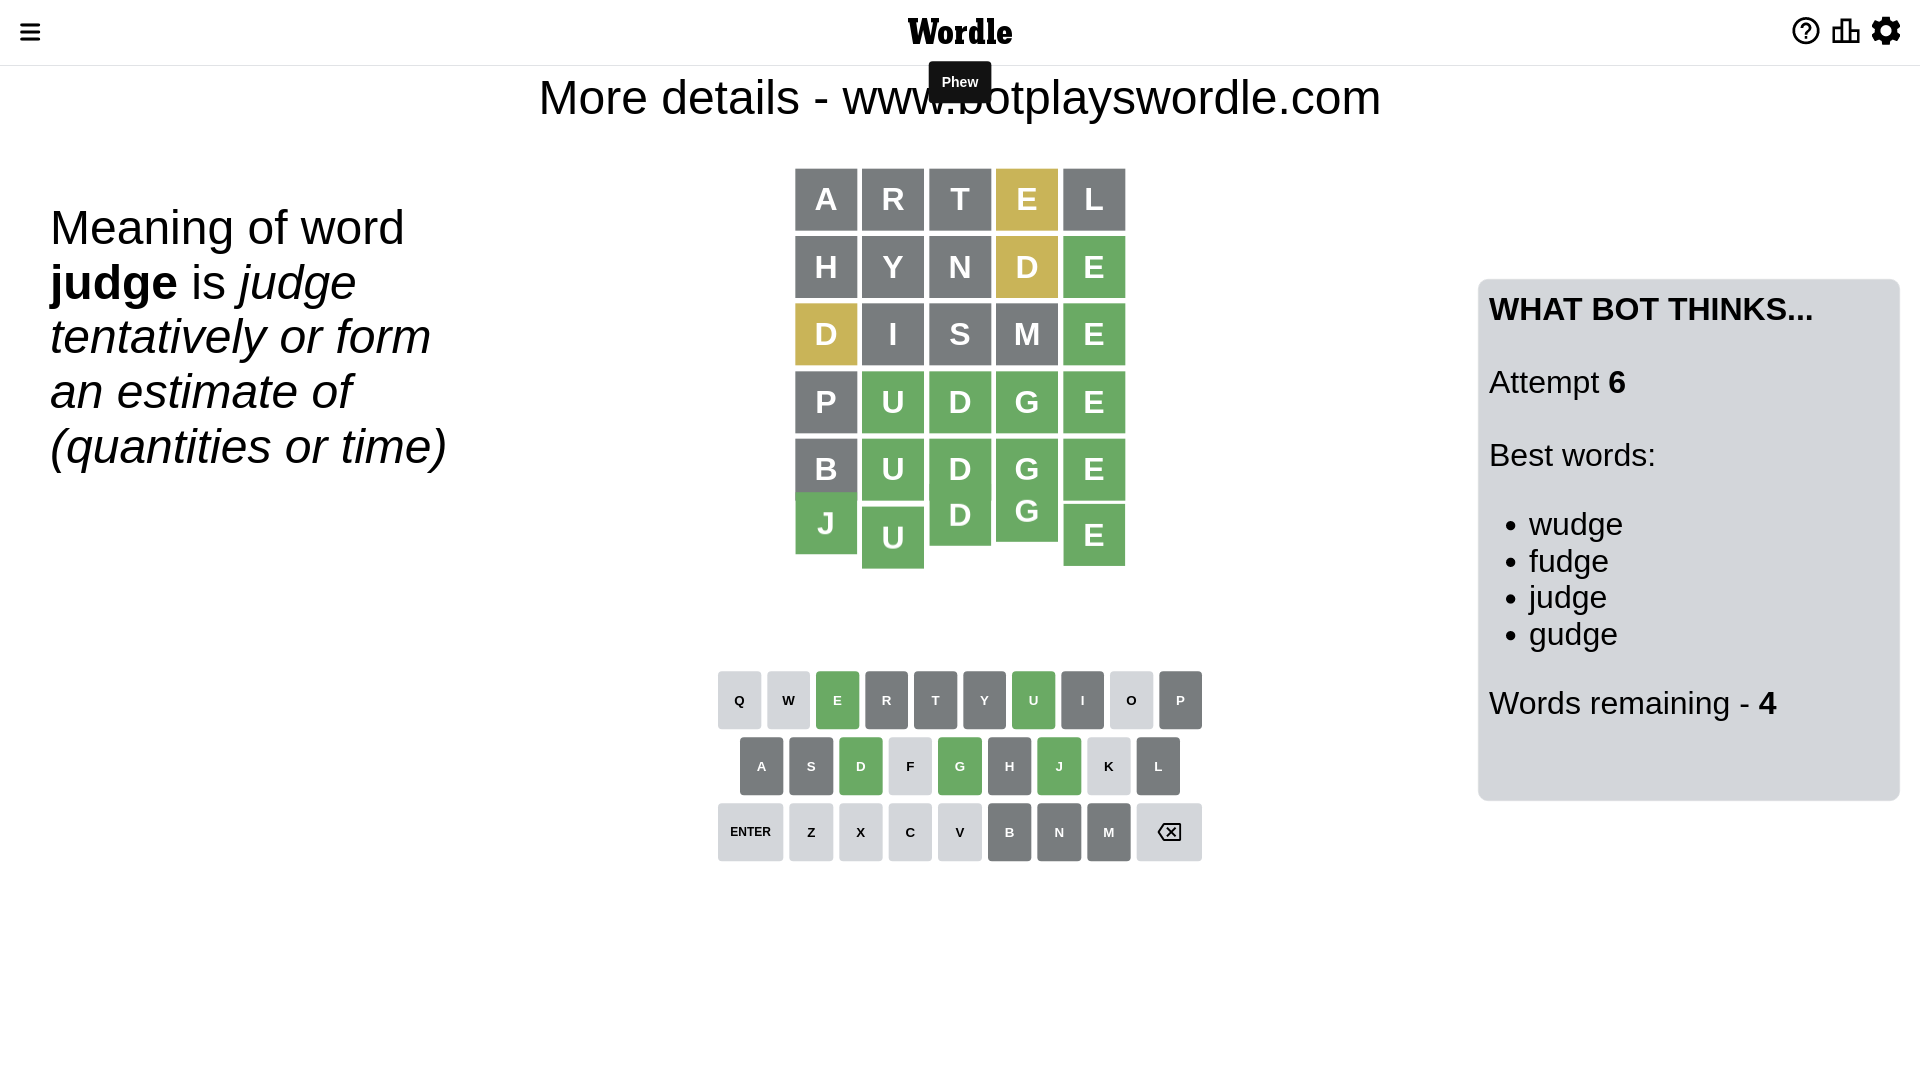 Wordle
Phew
More details - www.botplayswordle.com
Meaning of word
judge is judge
tentatively or form
an estimate of
(quantities or time)
A R T E L
H Y N D E
D I S M E
P U D G E
B U D G E
J U D G E
WHAT BOT THINKS...
Attempt 6
Best words:
• wudge
• fudge
• judge
• gudge
Words remaining - 4
Q W E R T Y U I O P
A S D F G H J K L
ENTER Z X C V B N M